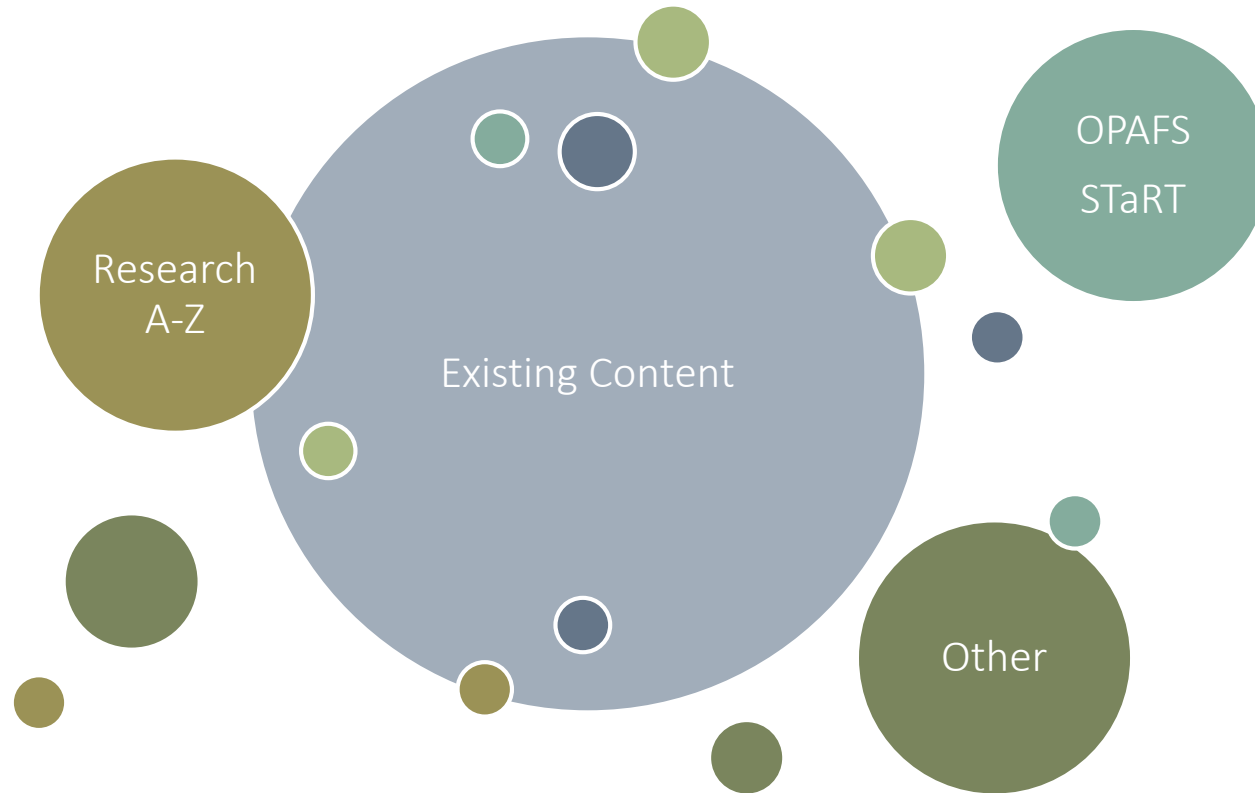 OPAFS
STaRT
Research
A-Z
Existing Content
Other